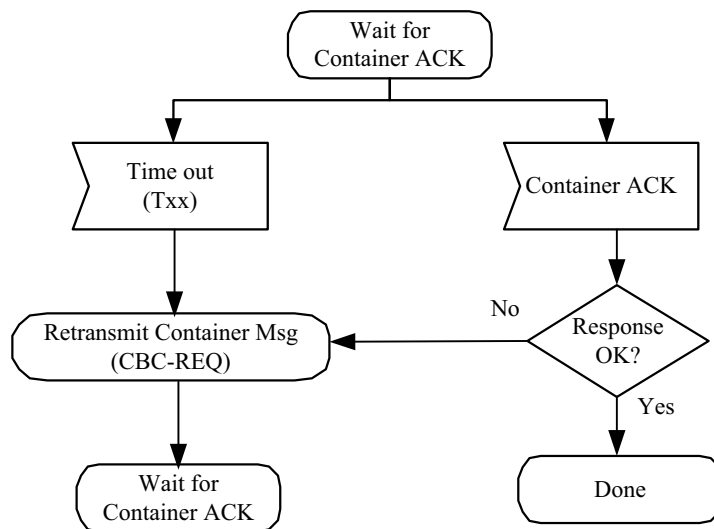 Wait for
Container ACK
Time out
(Txx)
Container ACK
No
Retransmit Container Msg
(CBC-REQ)
Response
OK?
Yes
Wait for
Container ACK
Done